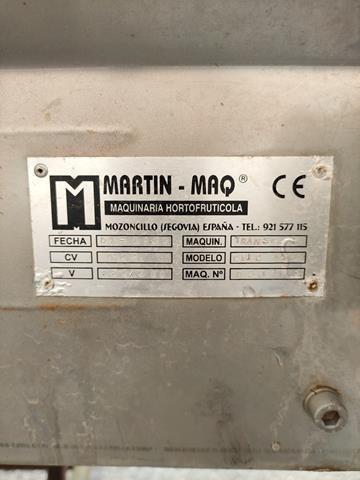 M MARTIN - MAQ ®
MAQUINARIA HORTOFRUTICOLA
MOZONCILLO (SEGOVIA) ESPAÑA - TEL: 921 577 115
CE
FECHA MAQUIN.
CV MODELO
V MAQ. Nº